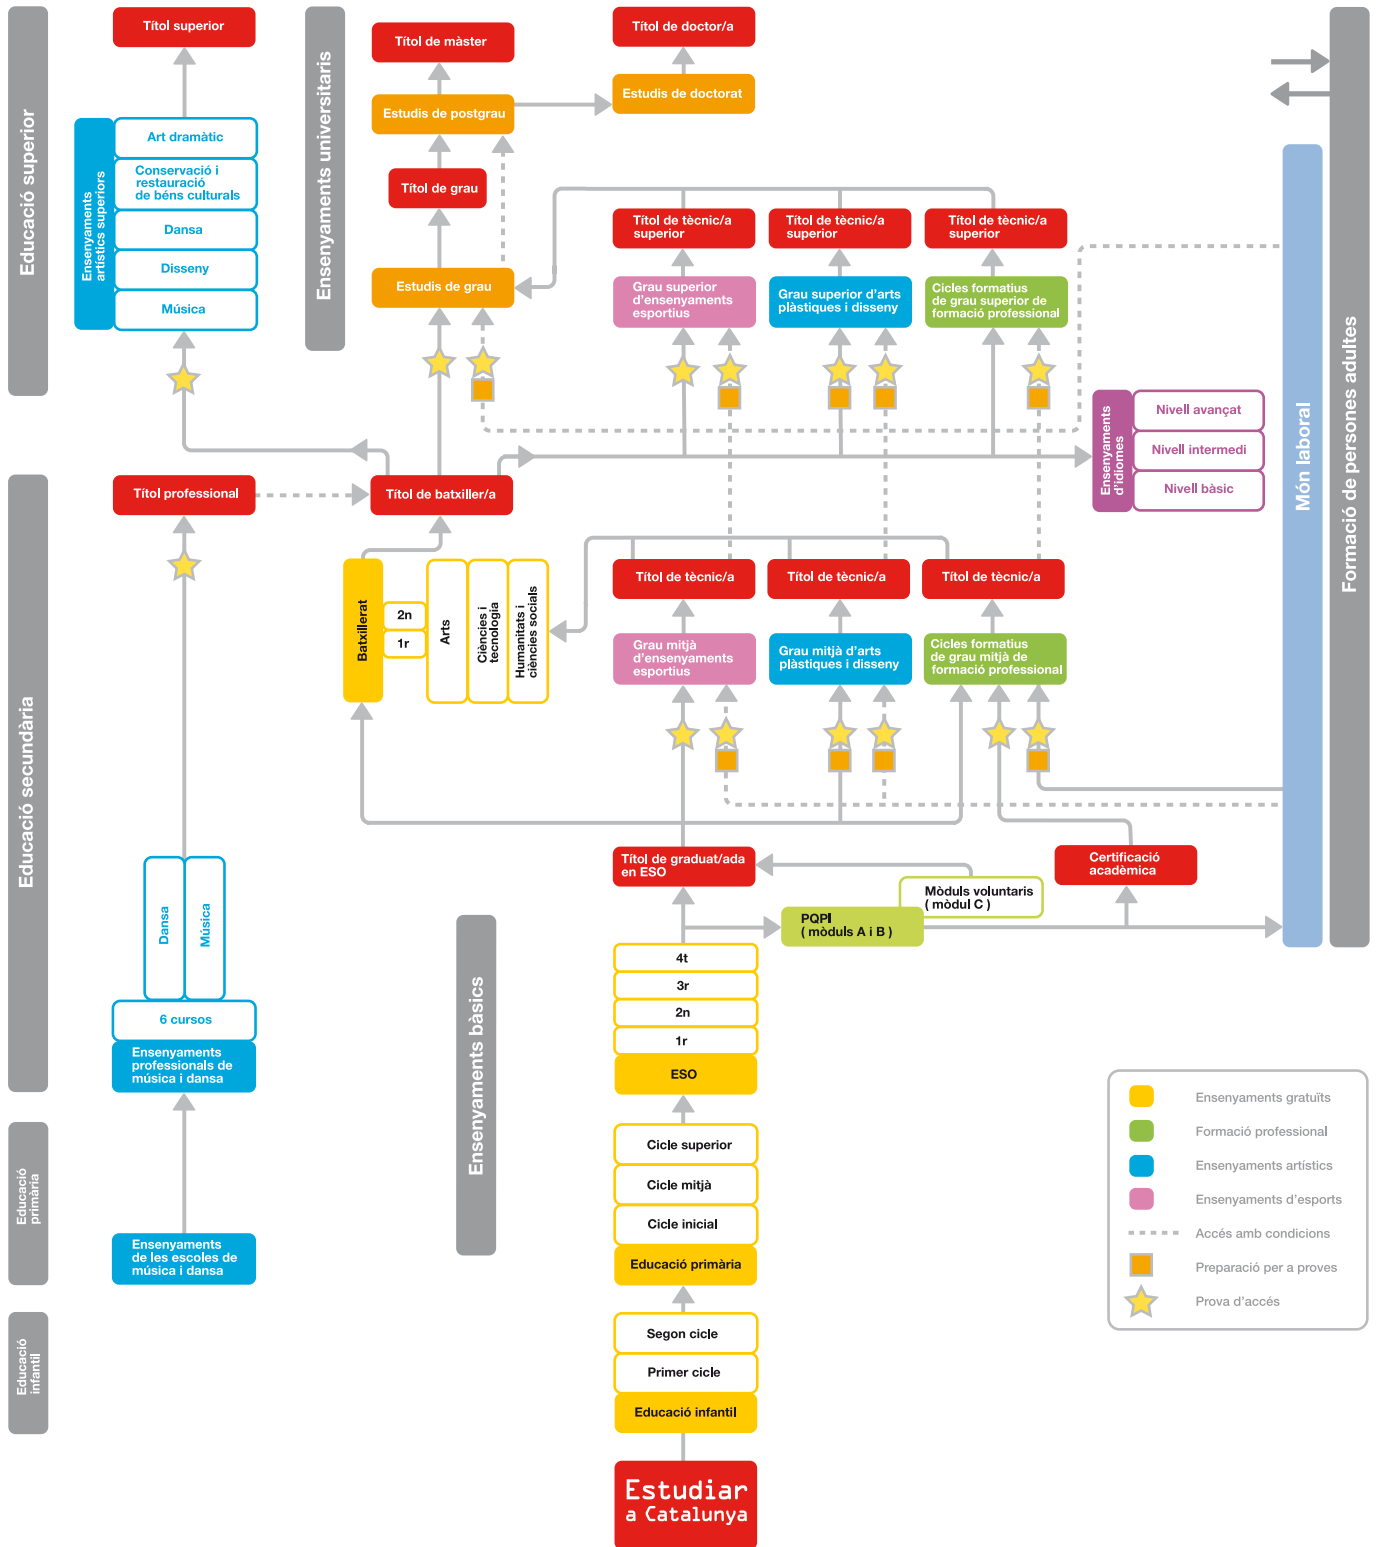 Educació superior
Títol superior
Ensenyaments
artístics superiors
Art dramàtic
Conservació i
restauració
de béns culturals
Dansa
Disseny
Música
Ensenyaments universitaris
Títol de màster
Títol de doctor/a
Estudis de postgrau
Estudis de doctorat
Títol de grau
Estudis de grau
Títol de tècnic/a
superior
Títol de tècnic/a
superior
Títol de tècnic/a
superior
Grau superior
d'ensenyaments
esportius
Grau superior d'arts
plàstiques i disseny
Cicles formatius
de grau superior de
formació professional
Ensenyaments
d'idiomes
Nivell avançat
Nivell intermedi
Nivell bàsic
Món laboral
Formació de persones adultes
Educació secundària
Títol professional
Títol de batxiller/a
Batxillerat
2n
1r
Arts
Ciències i
tecnologia
Humanitats i
ciències socials
Títol de tècnic/a
Títol de tècnic/a
Títol de tècnic/a
Grau mitjà
d'ensenyaments
esportius
Grau mitjà d'arts
plàstiques i disseny
Cicles formatius
de grau mitjà de
formació professional
Títol de graduat/ada
en ESO
Certificació
acadèmica
Mòduls voluntaris
( mòdul C )
PQPI
( mòduls A i B )
Dansa
Música
6 cursos
Ensenyaments
professionals de
música i dansa
Ensenyaments bàsics
4t
3r
2n
1r
ESO
Educació
primària
Cicle superior
Cicle mitjà
Cicle inicial
Educació primària
Ensenyaments
de les escoles de
música i dansa
Educació
infantil
Segon cicle
Primer cicle
Educació infantil
Estudiar
a Catalunya
Ensenyaments gratuïts
Formació professional
Ensenyaments artístics
Ensenyaments d'esports
Accés amb condicions
Preparació per a proves
Prova d'accés